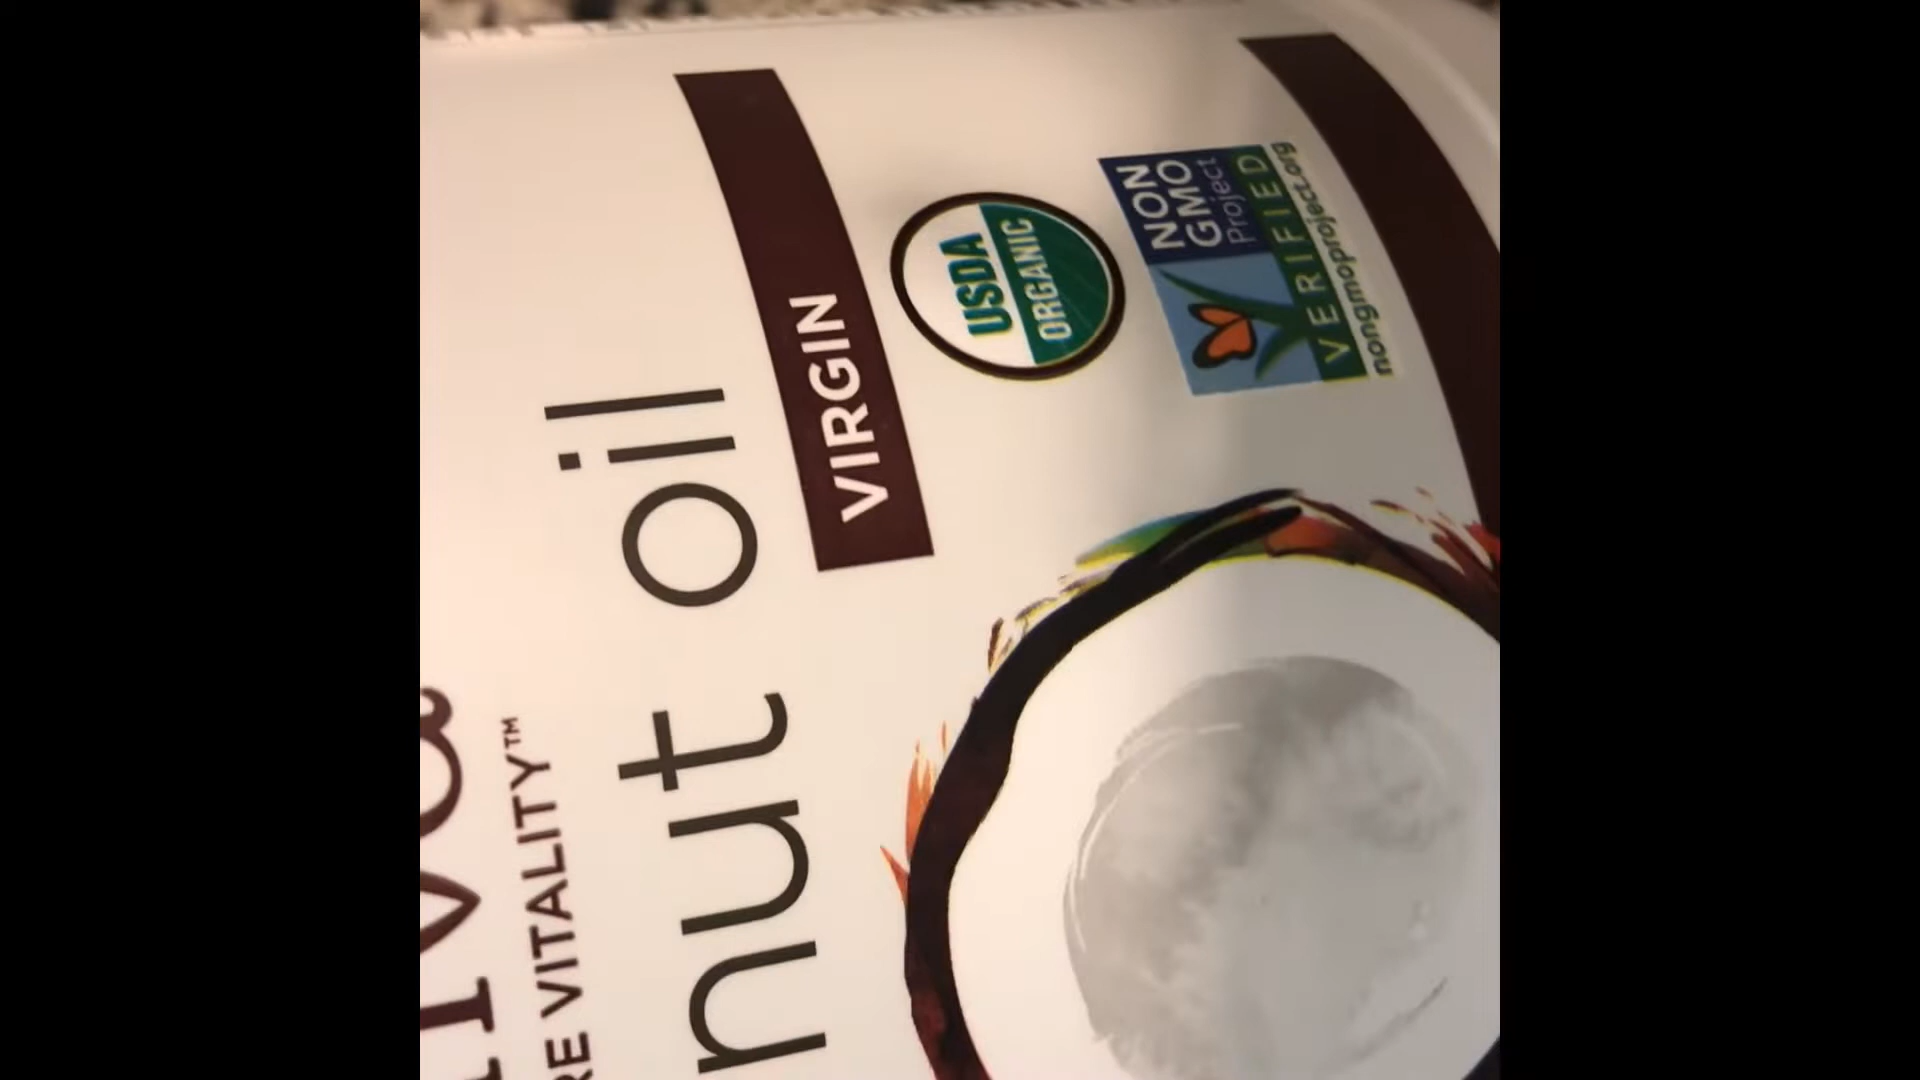 RE VITALITY™
nut oil
VIRGIN
USDA
ORGANIC
NON
GMO
Project
VERIFIED
nongmoproject.org